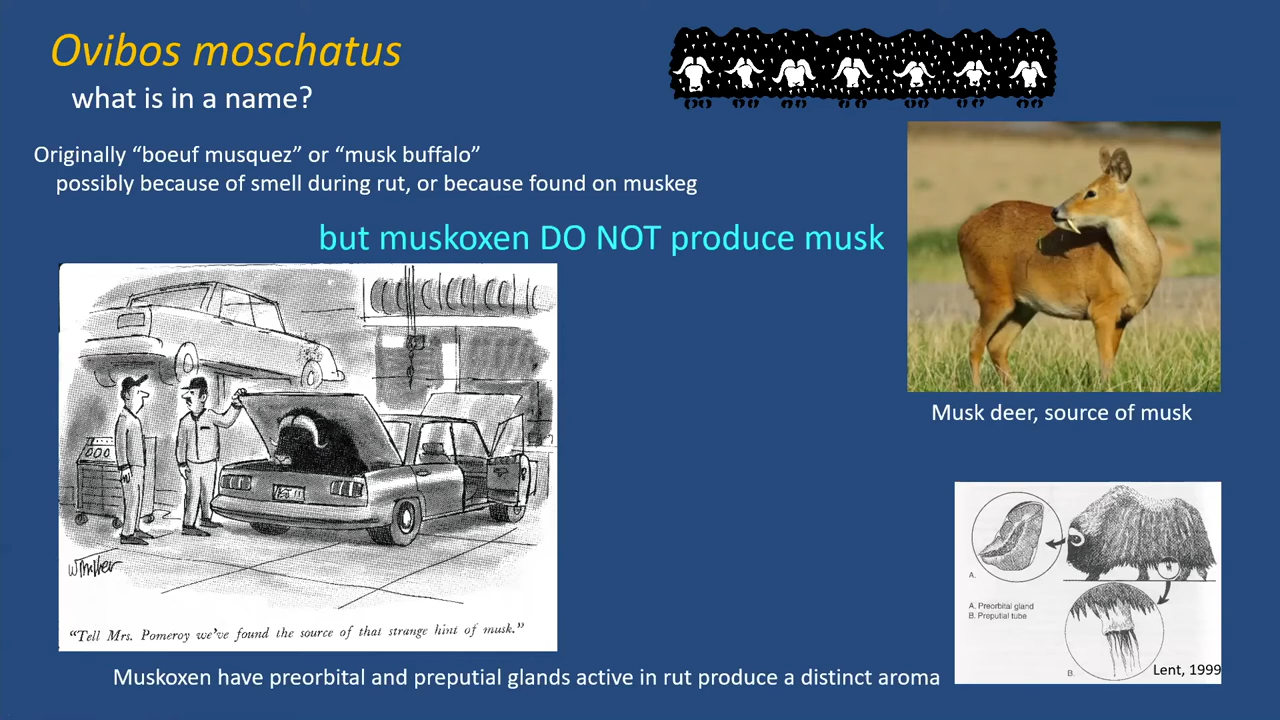 Ovibos moschatus
what is in a name?
Originally “boeuf musquez” or “musk buffalo”
possibly because of smell during rut, or because found on muskeg
but muskoxen DO NOT produce musk
“Tell Mrs. Pomeroy we’ve found the source of that strange hint of musk.”
Musk deer, source of musk
A.
A. Preorbital gland
B. Preputial tube
B.
Lent, 1999
Muskoxen have preorbital and preputial glands active in rut produce a distinct aroma